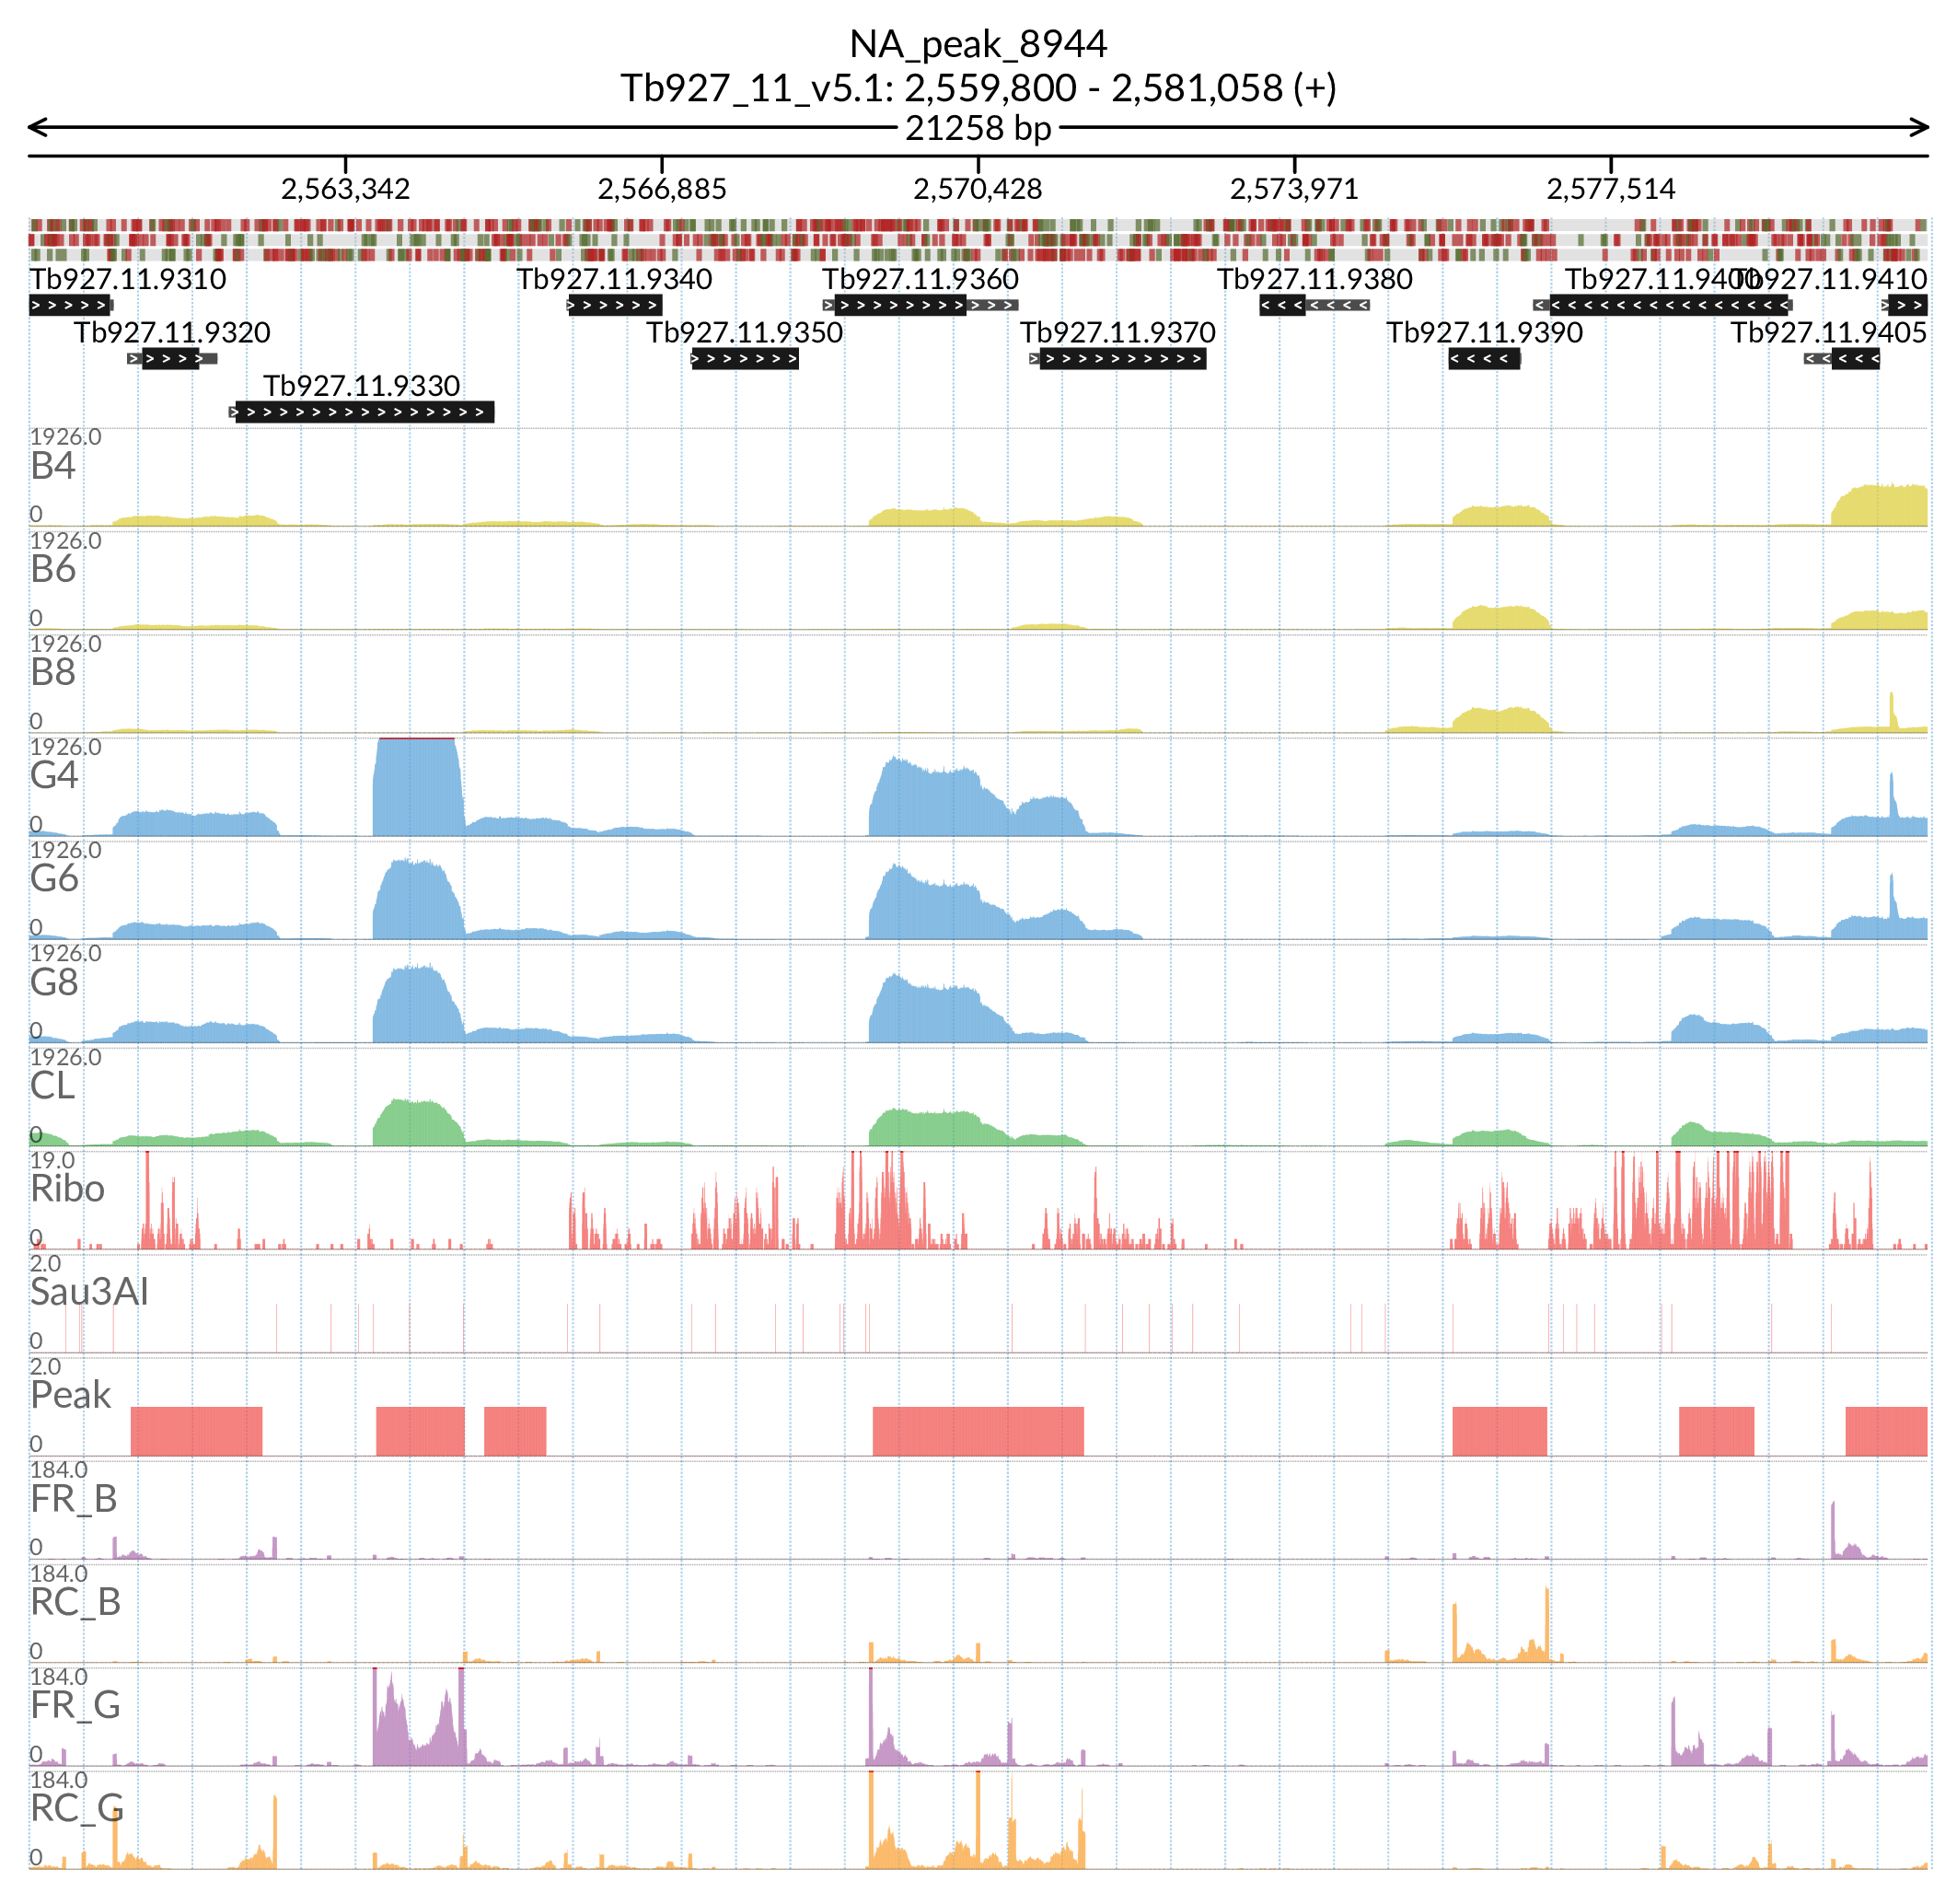 NA_peak_8944
Tb927_11_v5.1: 2,559,800 - 2,581,058 (+)
21258 bp
2,563,342 2,566,885 2,570,428 2,573,971 2,577,514
Tb927.11.9310 Tb927.11.9340 Tb927.11.9360 Tb927.11.9380 Tb927.11.9400 Tb927.11.9410
Tb927.11.9320 Tb927.11.9350 Tb927.11.9370 Tb927.11.9390 Tb927.11.9405
Tb927.11.9330
1926.0
B4
0
1926.0
B6
0
1926.0
B8
0
1926.0
G4
0
1926.0
G6
0
1926.0
G8
0
1926.0
CL
0
19.0
Ribo
0
2.0
Sau3AI
0
2.0
Peak
0
184.0
FR_B
0
184.0
RC_B
0
184.0
FR_G
0
184.0
RC_G
0